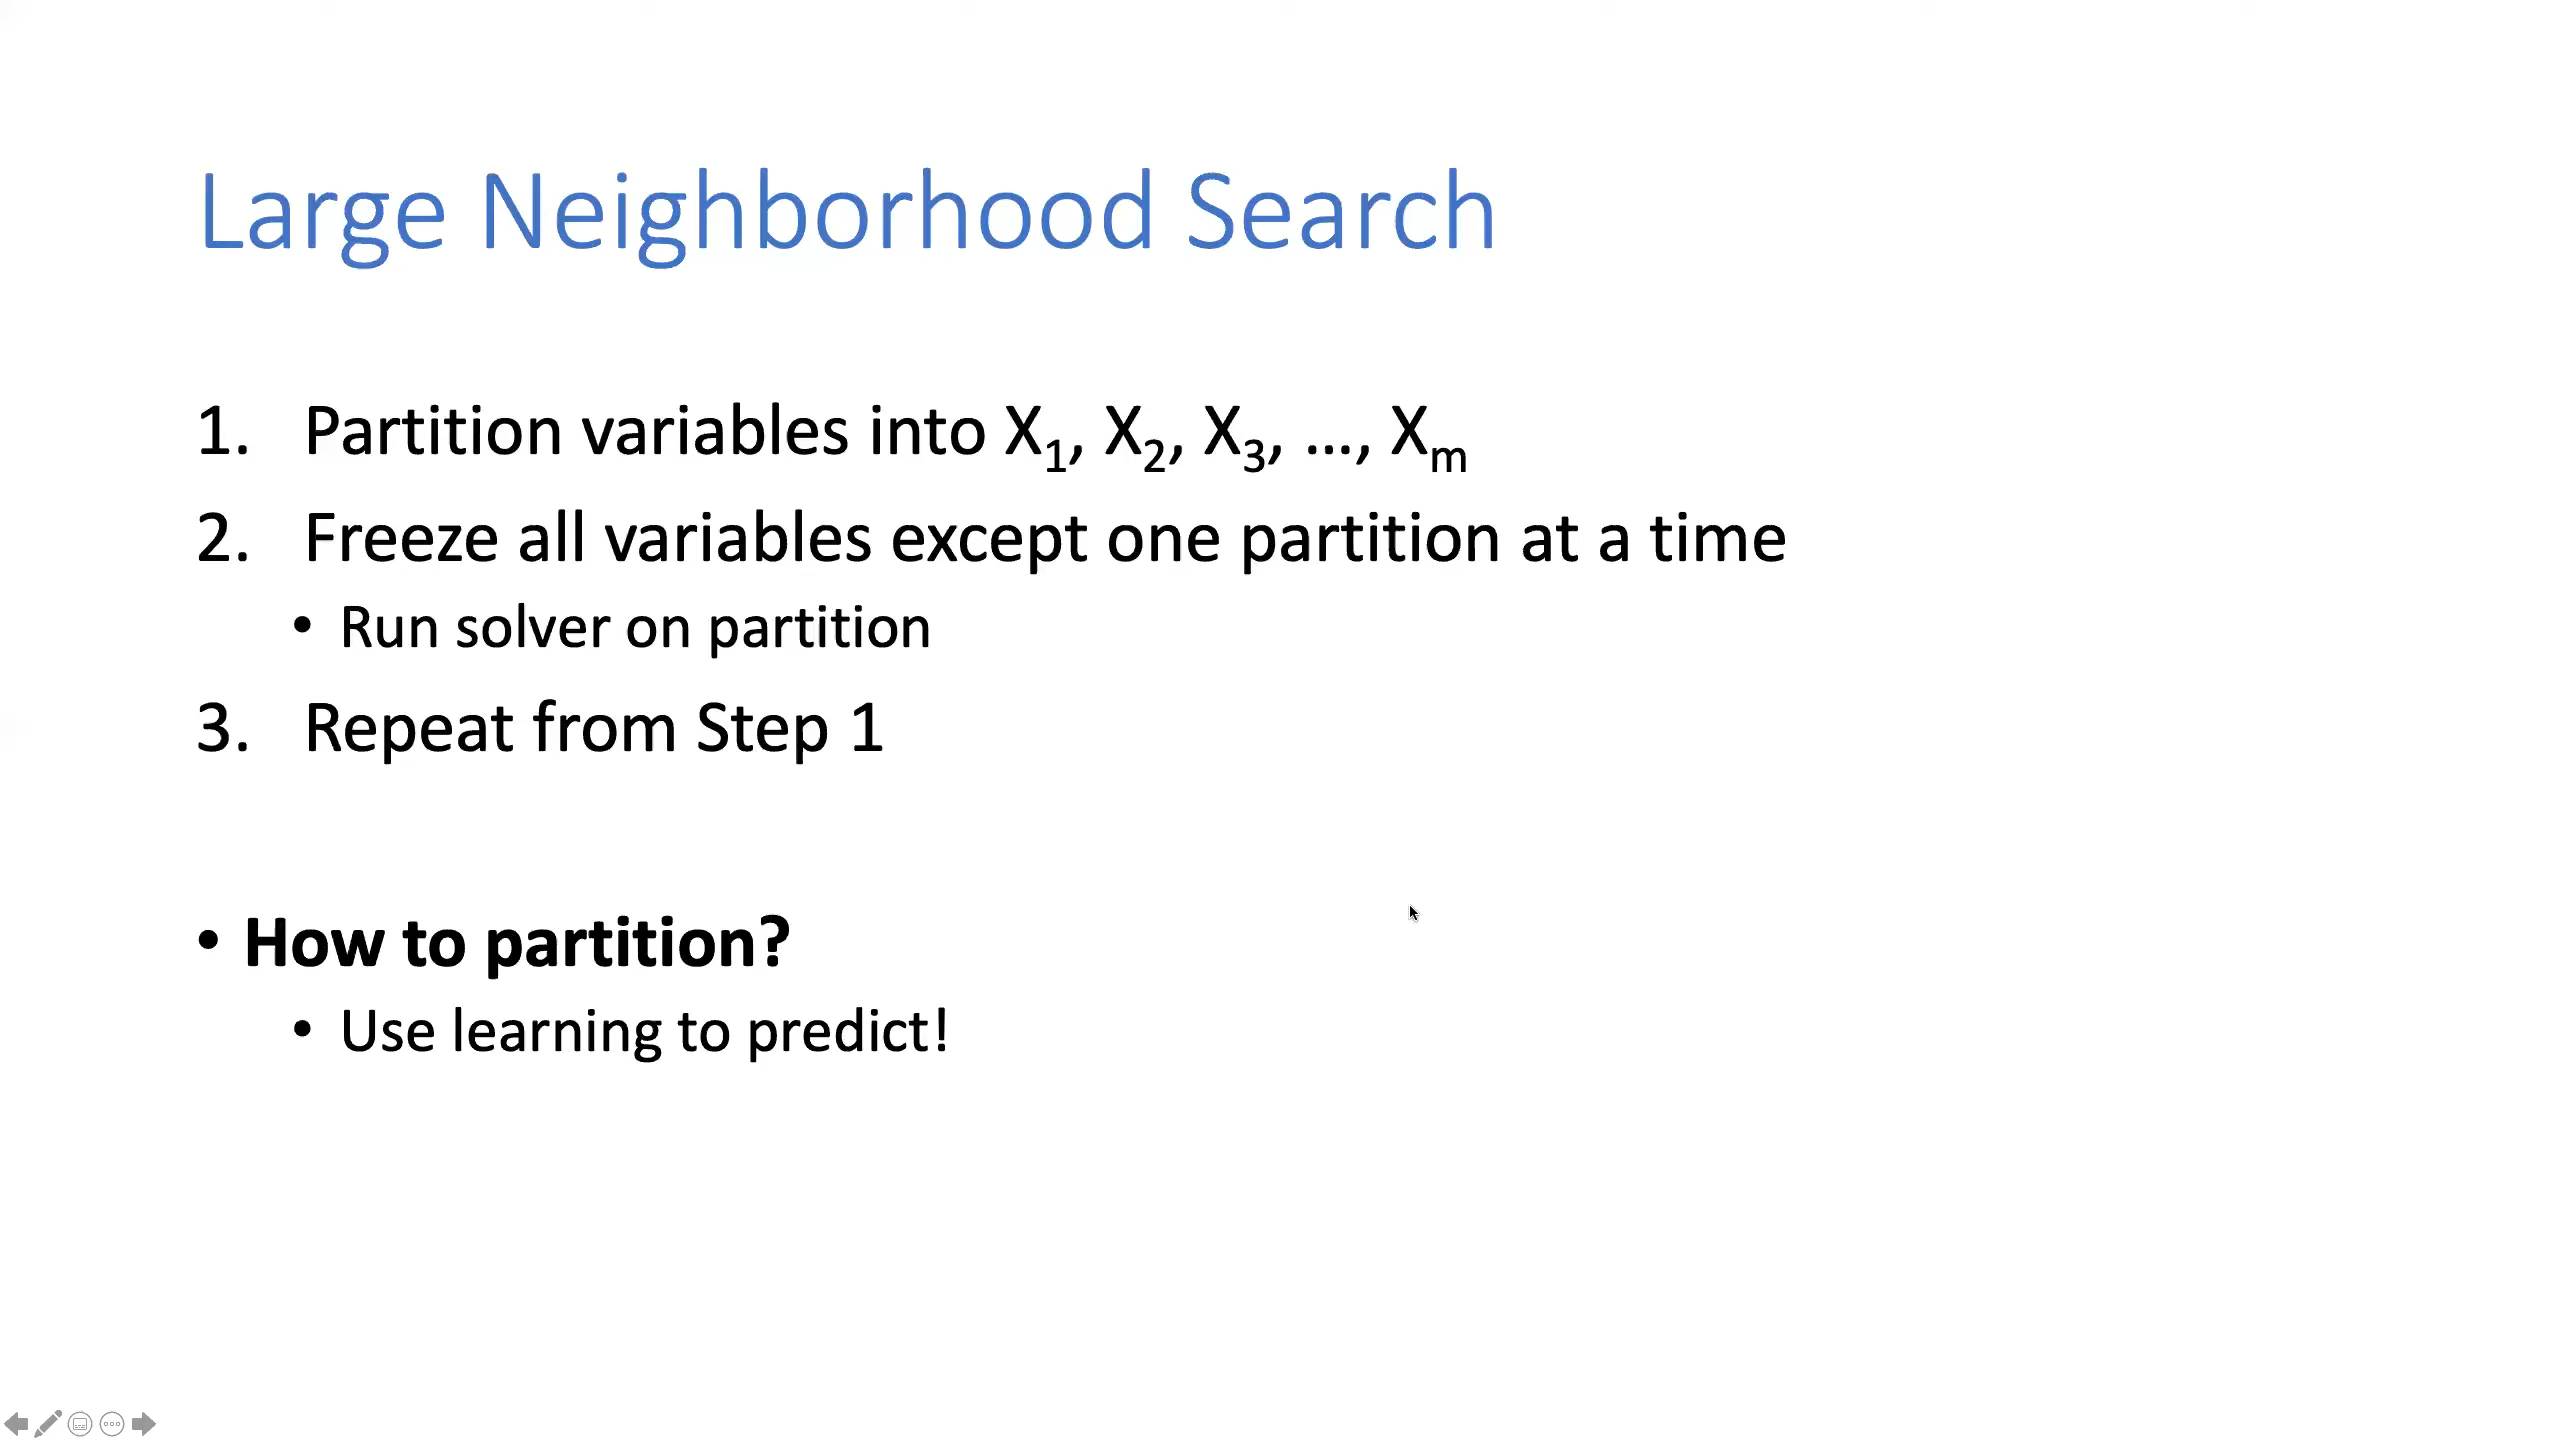 Large Neighborhood Search
1. Partition variables into X₁, X₂, X₃, ..., Xₘ
2. Freeze all variables except one partition at a time
• Run solver on partition
3. Repeat from Step 1
• How to partition?
• Use learning to predict!